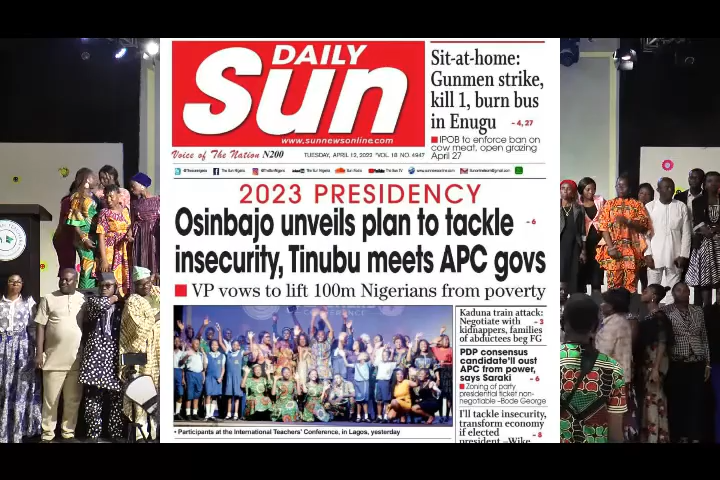 DAILY
Sun
www.sunnewsonline.com
Voice of The Nation N200
TUESDAY, APRIL 12, 2022 *VOL. 18 NO. 4947
Sit-at-home:
Gunmen strike,
kill 1, burn bus
in Enugu - 4, 27
IPOB to enforce ban on
cow meat, open grazing
April 27
2023 PRESIDENCY
Osinbajo unveils plan to tackle - 6
insecurity, Tinubu meets APC govs
VP vows to lift 100m Nigerians from poverty
• Participants at the International Teachers' Conference, in Lagos, yesterday
Kaduna train attack:
Negotiate with - 3
kidnappers, families
of abductees beg FG
PDP consensus
candidate'll oust
APC from power,
says Saraki - 6
Zoning of party
presidential ticket non-
negotiable –Bode George
I'll tackle insecurity,
transform economy
if elected - 8
president –Wike